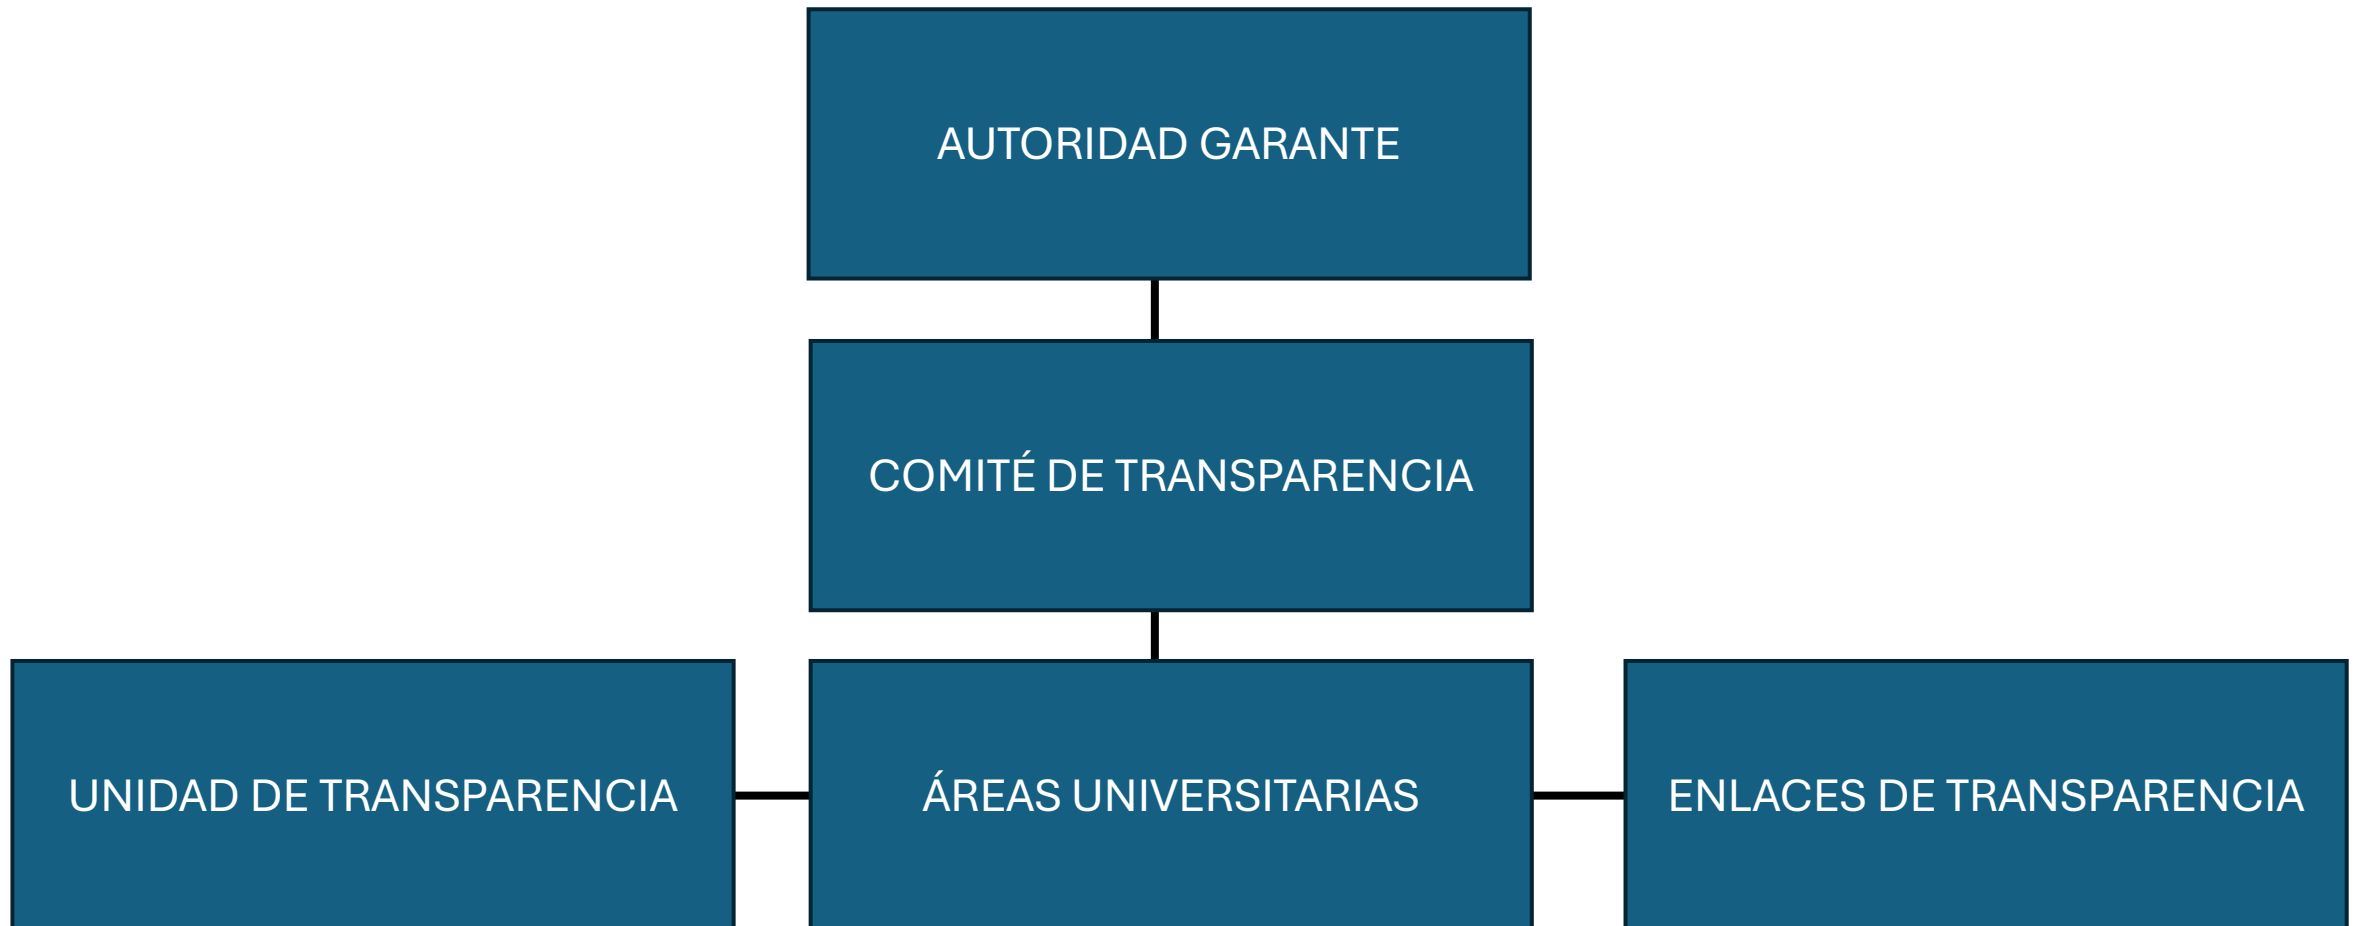 AUTORIDAD GARANTE
COMITÉ DE TRANSPARENCIA
UNIDAD DE TRANSPARENCIA
ÁREAS UNIVERSITARIAS
ENLACES DE TRANSPARENCIA